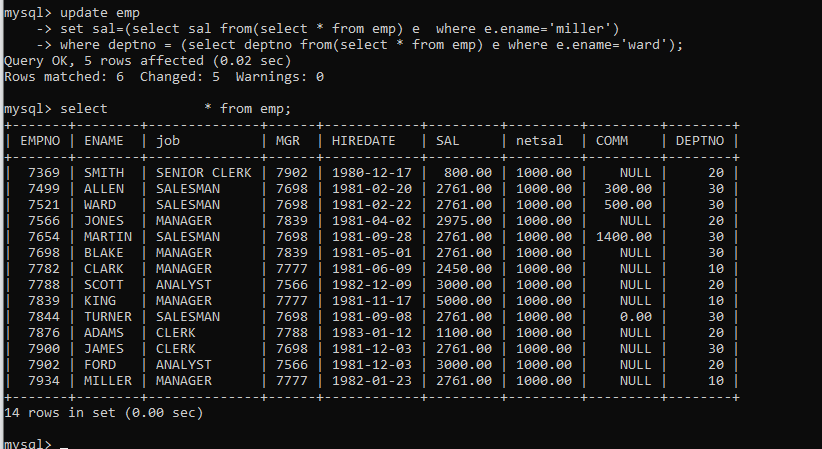 mysql> update emp
    -> set sal=(select sal from(select * from emp) e  where e.ename='miller')
    -> where deptno = (select deptno from(select * from emp) e where e.ename='ward');
Query OK, 5 rows affected (0.02 sec)
Rows matched: 6  Changed: 5  Warnings: 0

mysql> select            * from emp;
+-------+--------+--------------+------+------------+---------+---------+---------+--------+
| EMPNO | ENAME  | job          | MGR  | HIREDATE   | SAL     | netsal  | COMM    | DEPTNO |
+-------+--------+--------------+------+------------+---------+---------+---------+--------+
|  7369 | SMITH  | SENIOR CLERK | 7902 | 1980-12-17 |  800.00 | 1000.00 |    NULL |     20 |
|  7499 | ALLEN  | SALESMAN     | 7698 | 1981-02-20 | 2761.00 | 1000.00 |  300.00 |     30 |
|  7521 | WARD   | SALESMAN     | 7698 | 1981-02-22 | 2761.00 | 1000.00 |  500.00 |     30 |
|  7566 | JONES  | MANAGER      | 7839 | 1981-04-02 | 2975.00 | 1000.00 |    NULL |     20 |
|  7654 | MARTIN | SALESMAN     | 7698 | 1981-09-28 | 2761.00 | 1000.00 | 1400.00 |     30 |
|  7698 | BLAKE  | MANAGER      | 7839 | 1981-05-01 | 2761.00 | 1000.00 |    NULL |     30 |
|  7782 | CLARK  | MANAGER      | 7777 | 1981-06-09 | 2450.00 | 1000.00 |    NULL |     10 |
|  7788 | SCOTT  | ANALYST      | 7566 | 1982-12-09 | 3000.00 | 1000.00 |    NULL |     20 |
|  7839 | KING   | MANAGER      | 7777 | 1981-11-17 | 5000.00 | 1000.00 |    NULL |     10 |
|  7844 | TURNER | SALESMAN     | 7698 | 1981-09-08 | 2761.00 | 1000.00 |    0.00 |     30 |
|  7876 | ADAMS  | CLERK        | 7788 | 1983-01-12 | 1100.00 | 1000.00 |    NULL |     20 |
|  7900 | JAMES  | CLERK        | 7698 | 1981-12-03 | 2761.00 | 1000.00 |    NULL |     30 |
|  7902 | FORD   | ANALYST      | 7566 | 1981-12-03 | 3000.00 | 1000.00 |    NULL |     20 |
|  7934 | MILLER | MANAGER      | 7777 | 1982-01-23 | 2761.00 | 1000.00 |    NULL |     10 |
+-------+--------+--------------+------+------------+---------+---------+---------+--------+
14 rows in set (0.00 sec)

mysql> _